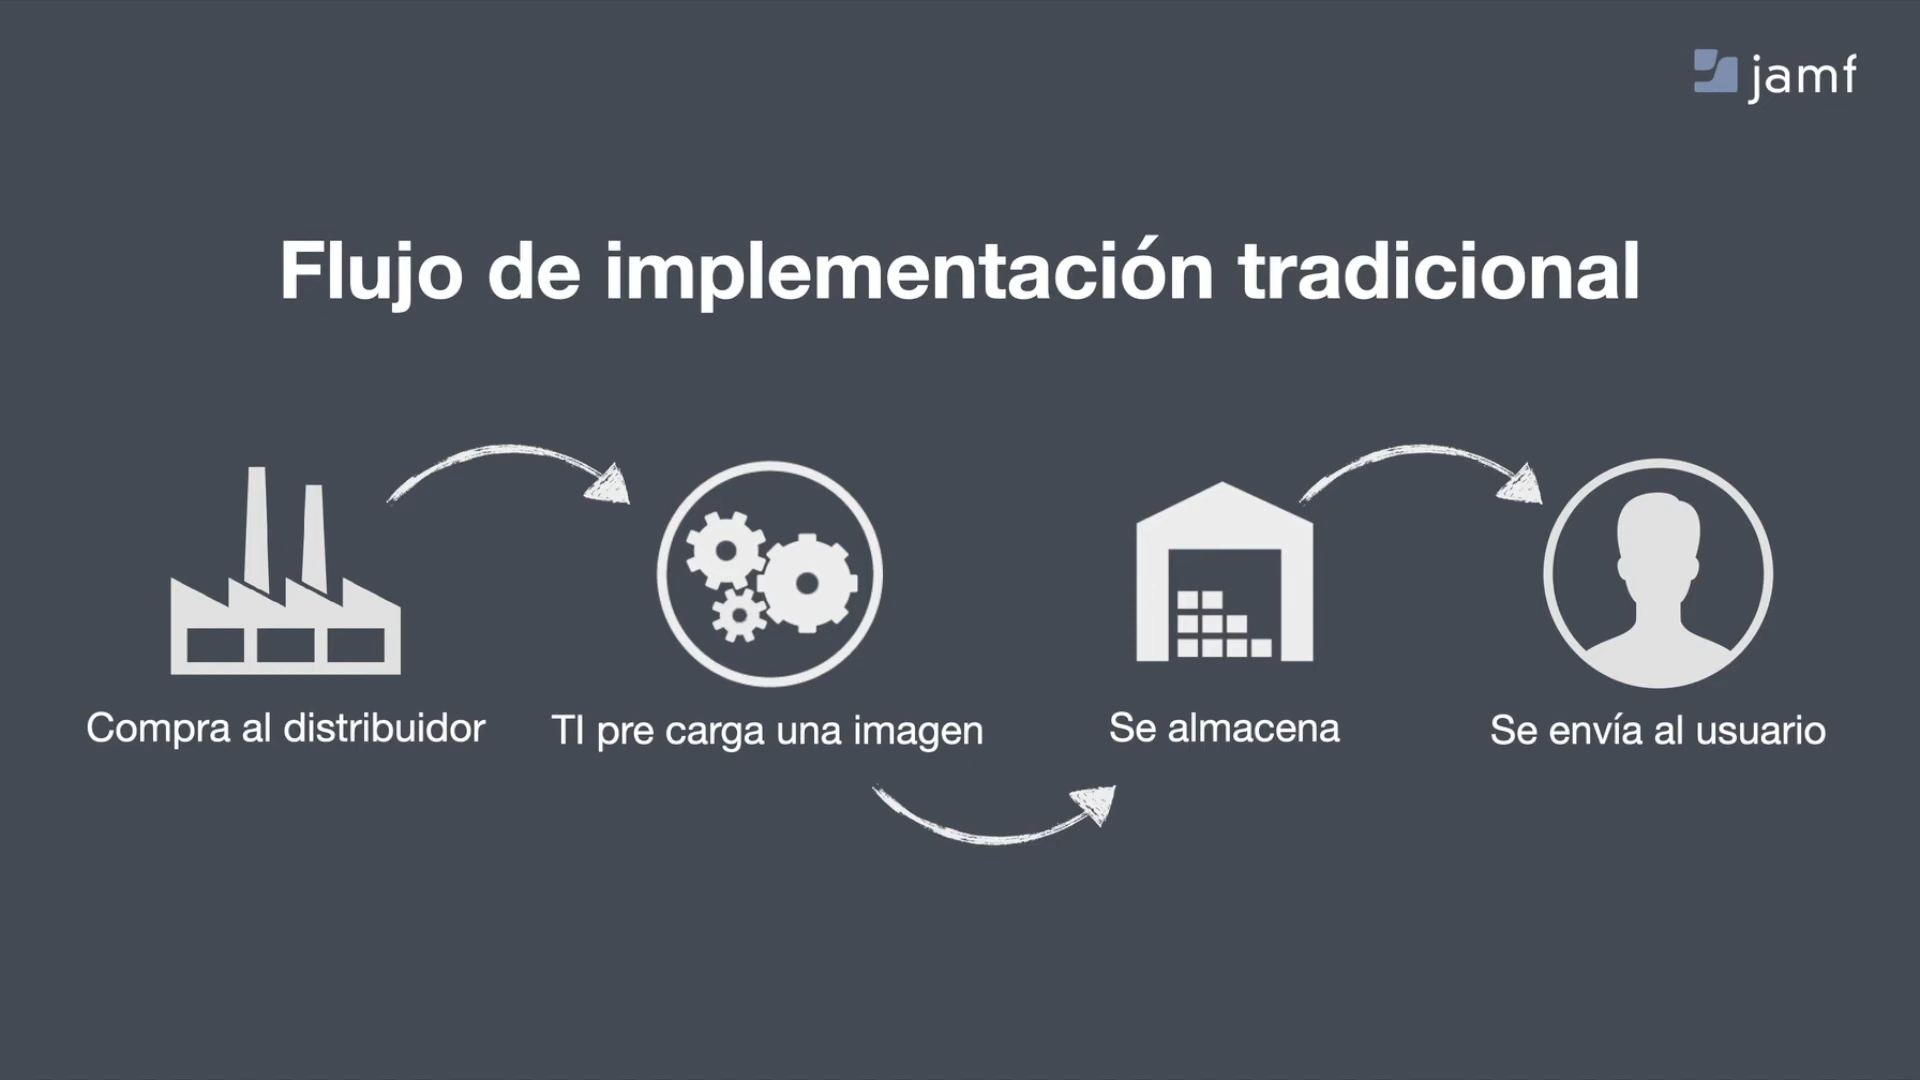 jamf
Flujo de implementación tradicional
Compra al distribuidor
TI pre carga una imagen
Se almacena
Se envía al usuario